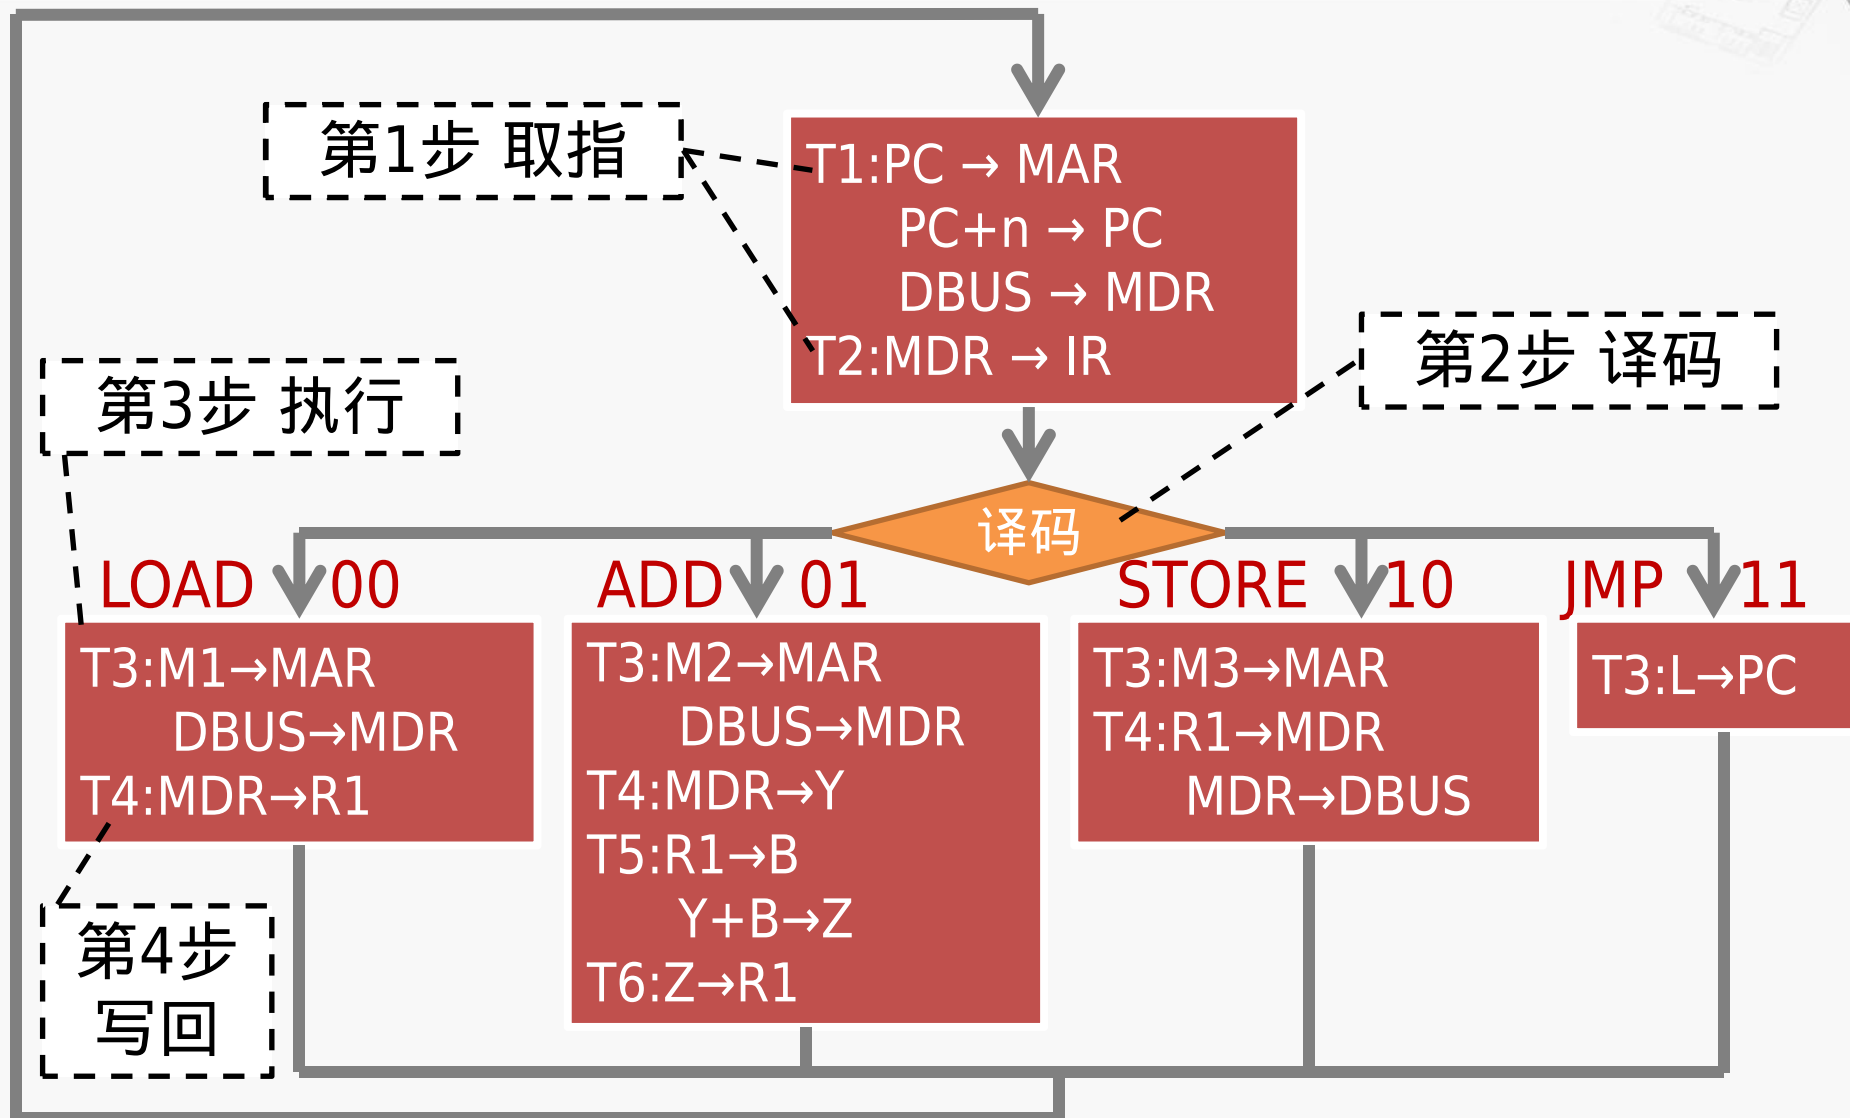 第1步 取指
T1:PC → MAR
PC+n → PC
DBUS → MDR
T2:MDR → IR
第2步 译码
第3步 执行
译码
LOAD 00
ADD 01
STORE 10
JMP 11
T3:M1→MAR
DBUS→MDR
T4:MDR→R1
T3:M2→MAR
DBUS→MDR
T4:MDR→Y
T5:R1→B
Y+B→Z
T6:Z→R1
T3:M3→MAR
T4:R1→MDR
MDR→DBUS
T3:L→PC
第4步
写回